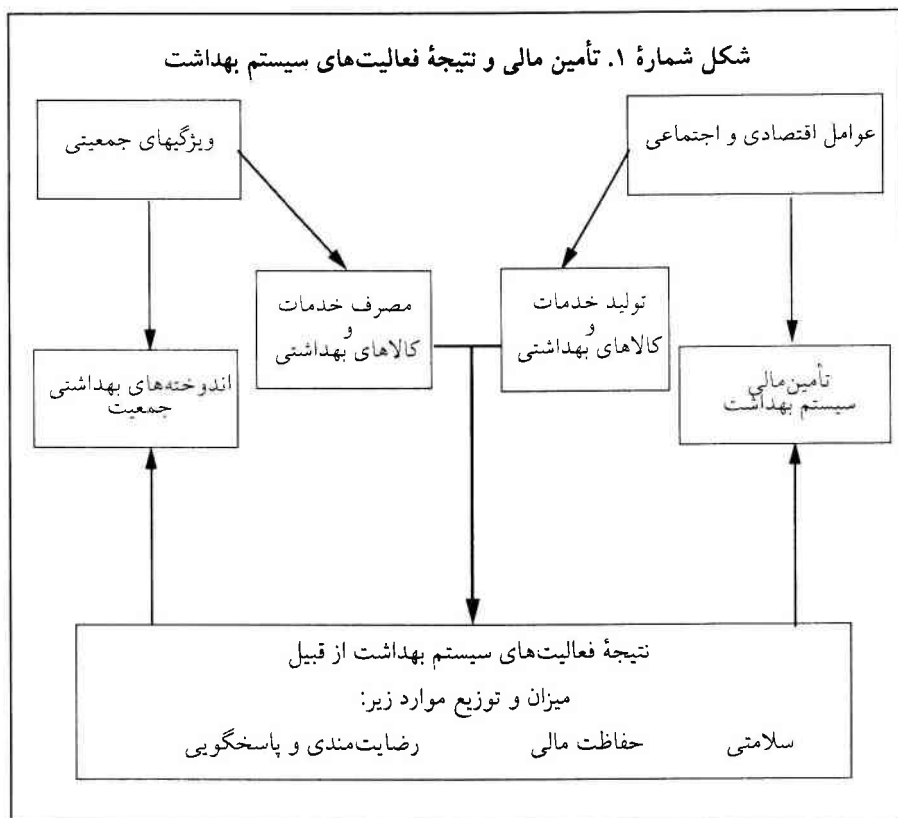 شکل شمارهٔ ۱. تأمین مالی و نتیجهٔ فعالیت‌های سیستم بهداشت
عوامل اقتصادی و اجتماعی
ویژگیهای جمعیتی
تولید خدمات
و
کالاهای بهداشتی
مصرف خدمات
و
کالاهای بهداشتی
تأمین‌مالی
سیستم بهداشت
اندوخته‌های بهداشتی
جمعیت
نتیجهٔ فعالیت‌های سیستم بهداشت از قبیل
میزان و توزیع موارد زیر:
سلامتی حفاظت مالی رضایت‌مندی و پاسخگویی